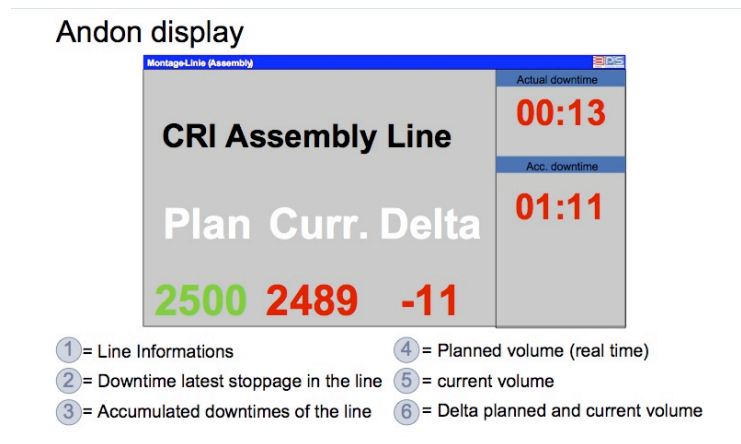 Andon display
Montage-Linie (Assembly)
BPS
Actual downtime
00:13
CRI Assembly Line
Acc. downtime
01:11
Plan Curr. Delta
2500 2489 -11
1 = Line Informations
2 = Downtime latest stoppage in the line
3 = Accumulated downtimes of the line
4 = Planned volume (real time)
5 = current volume
6 = Delta planned and current volume